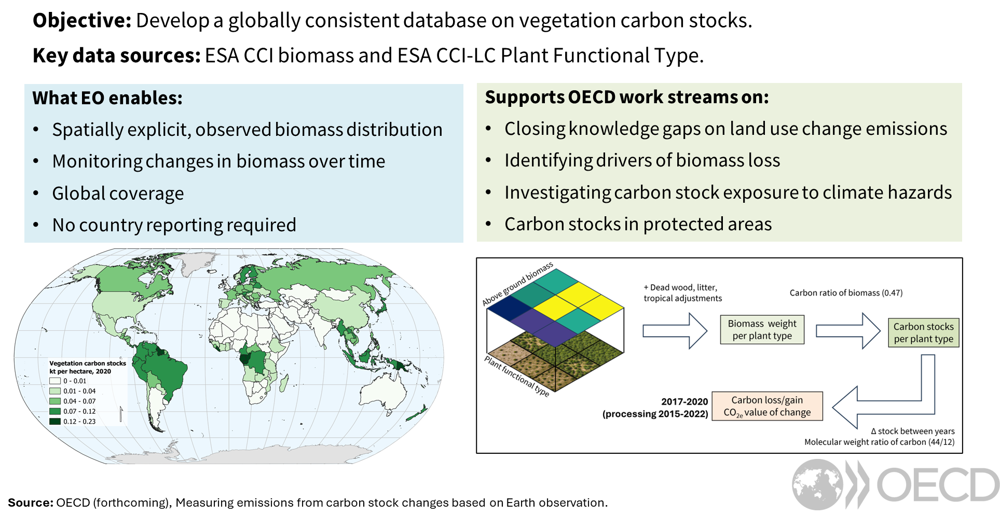 Objective: Develop a globally consistent database on vegetation carbon stocks.
Key data sources: ESA CCI biomass and ESA CCI-LC Plant Functional Type.
What EO enables:
• Spatially explicit, observed biomass distribution
• Monitoring changes in biomass over time
• Global coverage
• No country reporting required
Supports OECD work streams on:
• Closing knowledge gaps on land use change emissions
• Identifying drivers of biomass loss
• Investigating carbon stock exposure to climate hazards
• Carbon stocks in protected areas
Vegetation carbon stocks
kt per hectare, 2020
0 - 0.01
0.01 - 0.04
0.04 - 0.07
0.07 - 0.12
0.12 - 0.23
Above ground biomass
Plant functional type
+ Dead wood, litter,
tropical adjustments
Biomass weight
per plant type
Carbon ratio of biomass (0.47)
Carbon stocks
per plant type
2017-2020
(processing 2015-2022)
Carbon loss/gain
CO2e value of change
Δ stock between years
Molecular weight ratio of carbon (44/12)
OECD
Source: OECD (forthcoming), Measuring emissions from carbon stock changes based on Earth observation.